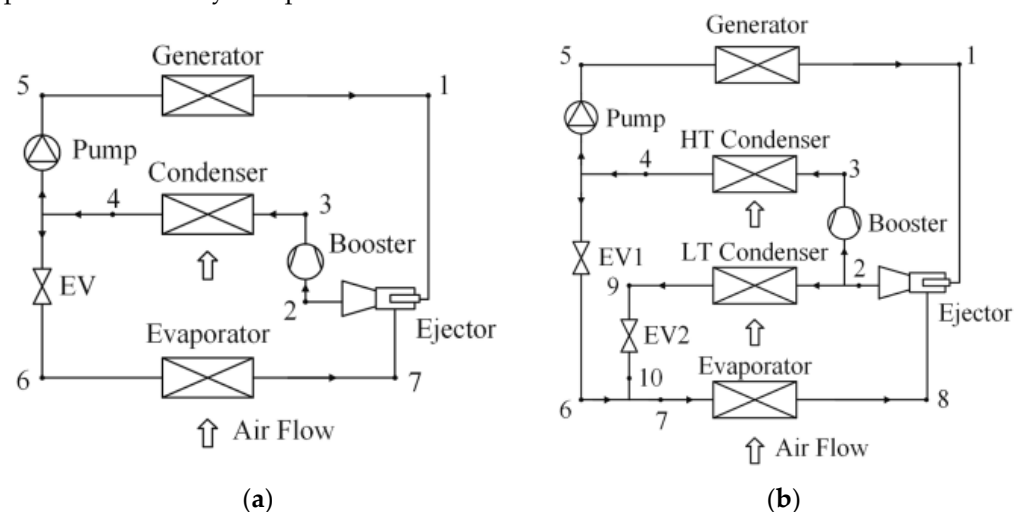 Generator
5
1
Pump
Condenser
4
3
Booster
EV
2
Ejector
Evaporator
6
7
Air Flow
(a)
Generator
5
1
Pump
HT Condenser
4
3
Booster
EV1
LT Condenser
2
9
Ejector
EV2
Evaporator
10
6
7
8
Air Flow
(b)